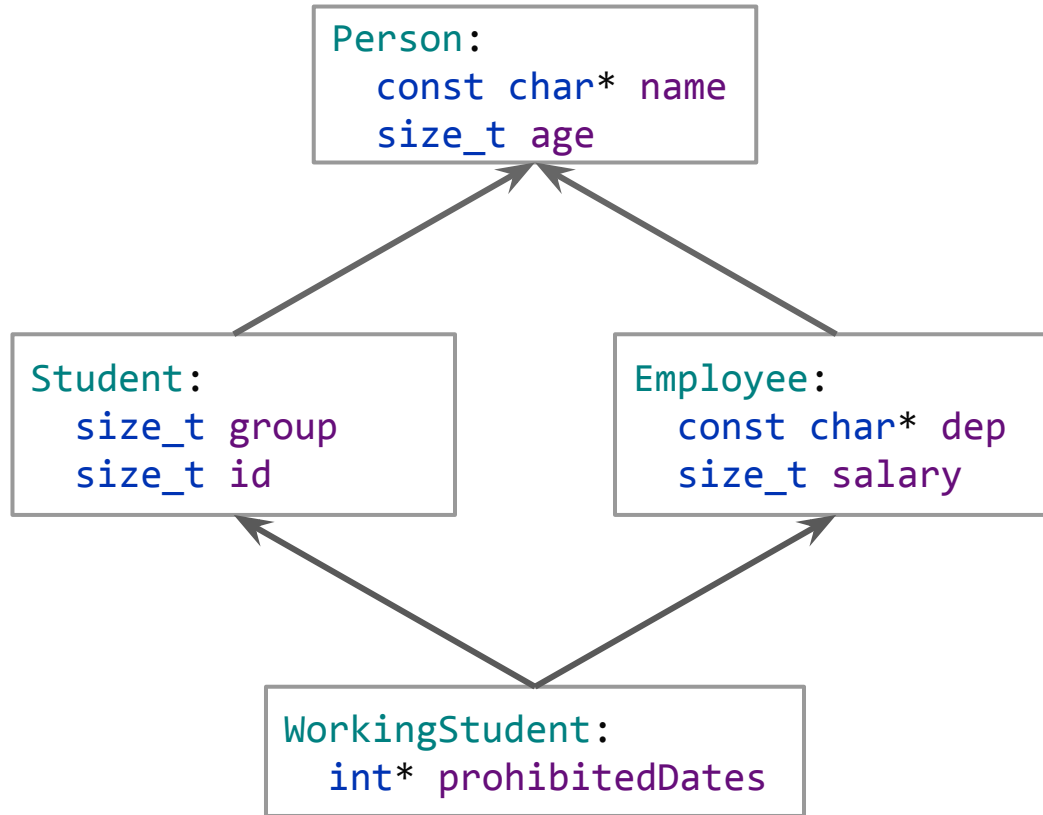 Person:
const char* name
size_t age
Student:
size_t group
size_t id
Employee:
const char* dep
size_t salary
WorkingStudent:
int* prohibitedDates